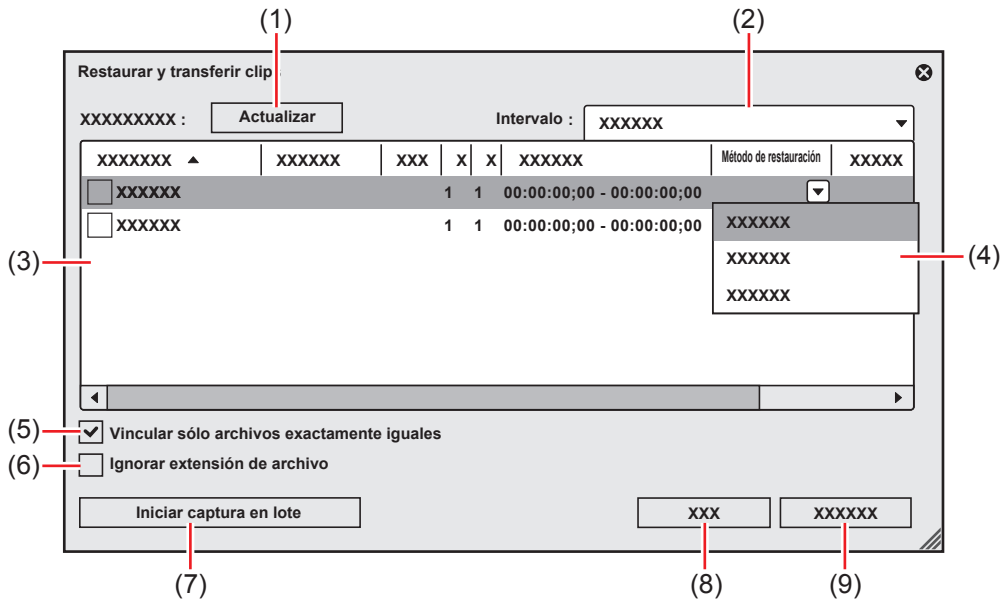 (1) (2)
Restaurar y transferir clips
XXXXXXXXX : Actualizar Intervalo : XXXXXX
XXXXXXX XXXXXX XXX X X XXXXXX Método de restauración XXXXX
XXXXXX 1 1 00:00:00;00 - 00:00:00;00
XXXXXX 1 1 00:00:00;00 - 00:00:00;00 XXXXXX
(3) XXXXXX (4)
XXXXXX
(5) Vincular sólo archivos exactamente iguales
(6) Ignorar extensión de archivo
Iniciar captura en lote XXX XXXXXX
(7) (8) (9)